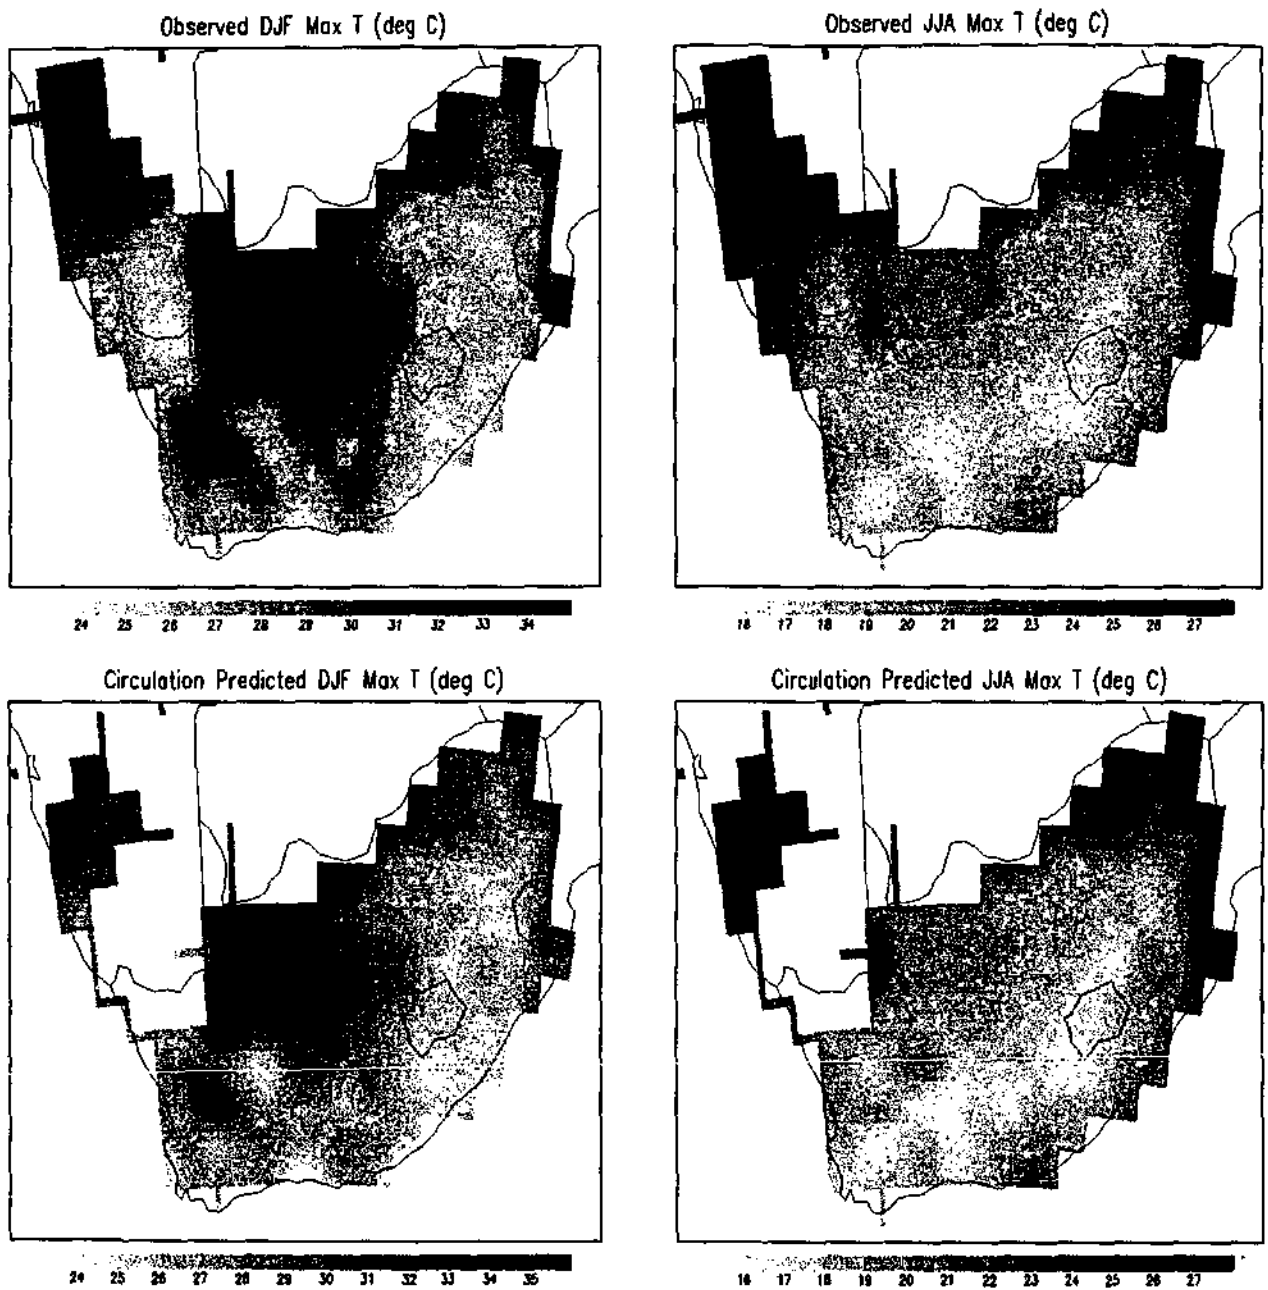 Observed DJF Max T (deg C)
Observed JJA Max T (deg C)
24 25 26 27 28 29 30 31 32 33 34
16 17 18 19 20 21 22 23 24 25 26 27
Circulation Predicted DJF Max T (deg C)
Circulation Predicted JJA Max T (deg C)
24 25 26 27 28 29 30 31 32 33 34 35
16 17 18 19 20 21 22 23 24 25 26 27